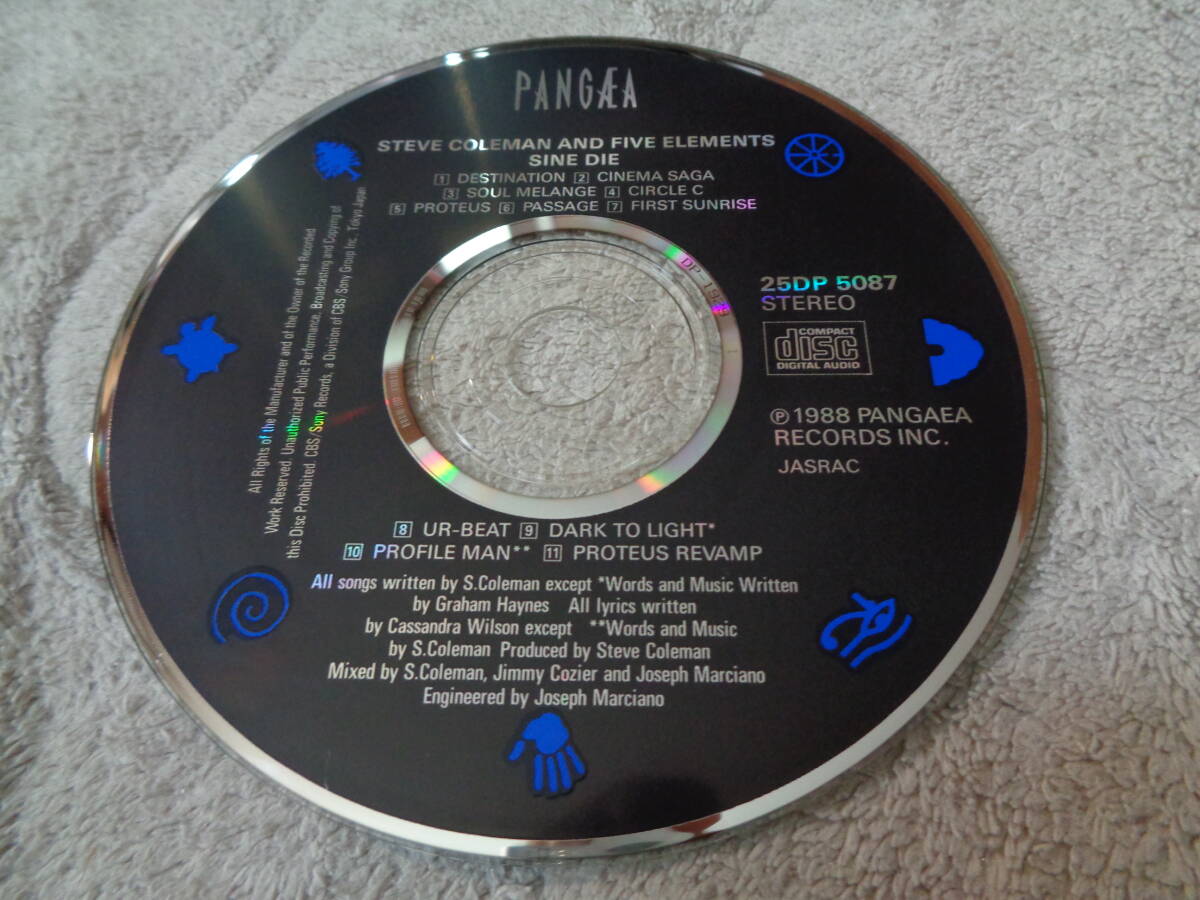 PANGÆA
STEVE COLEMAN AND FIVE ELEMENTS
SINE DIE
1 DESTINATION 2 CINEMA SAGA
3 SOUL MELANGE 4 CIRCLE C
5 PROTEUS 6 PASSAGE 7 FIRST SUNRISE
25DP 5087
STEREO
COMPACT
disc
DIGITAL AUDIO
℗ 1988 PANGAEA
RECORDS INC.
JASRAC
All Rights of the Manufacturer and of the Owner of the Recorded
Work Reserved. Unauthorized Public Performance, Broadcasting and Copying of
this Disc Prohibited. CBS/Sony Records, a Division of CBS/Sony Group Inc. Tokyo Japan
8 UR-BEAT 9 DARK TO LIGHT*
10 PROFILE MAN** 11 PROTEUS REVAMP
All songs written by S.Coleman except *Words and Music Written
by Graham Haynes All lyrics written
by Cassandra Wilson except **Words and Music
by S.Coleman Produced by Steve Coleman
Mixed by S.Coleman, Jimmy Cozier and Joseph Marciano
Engineered by Joseph Marciano